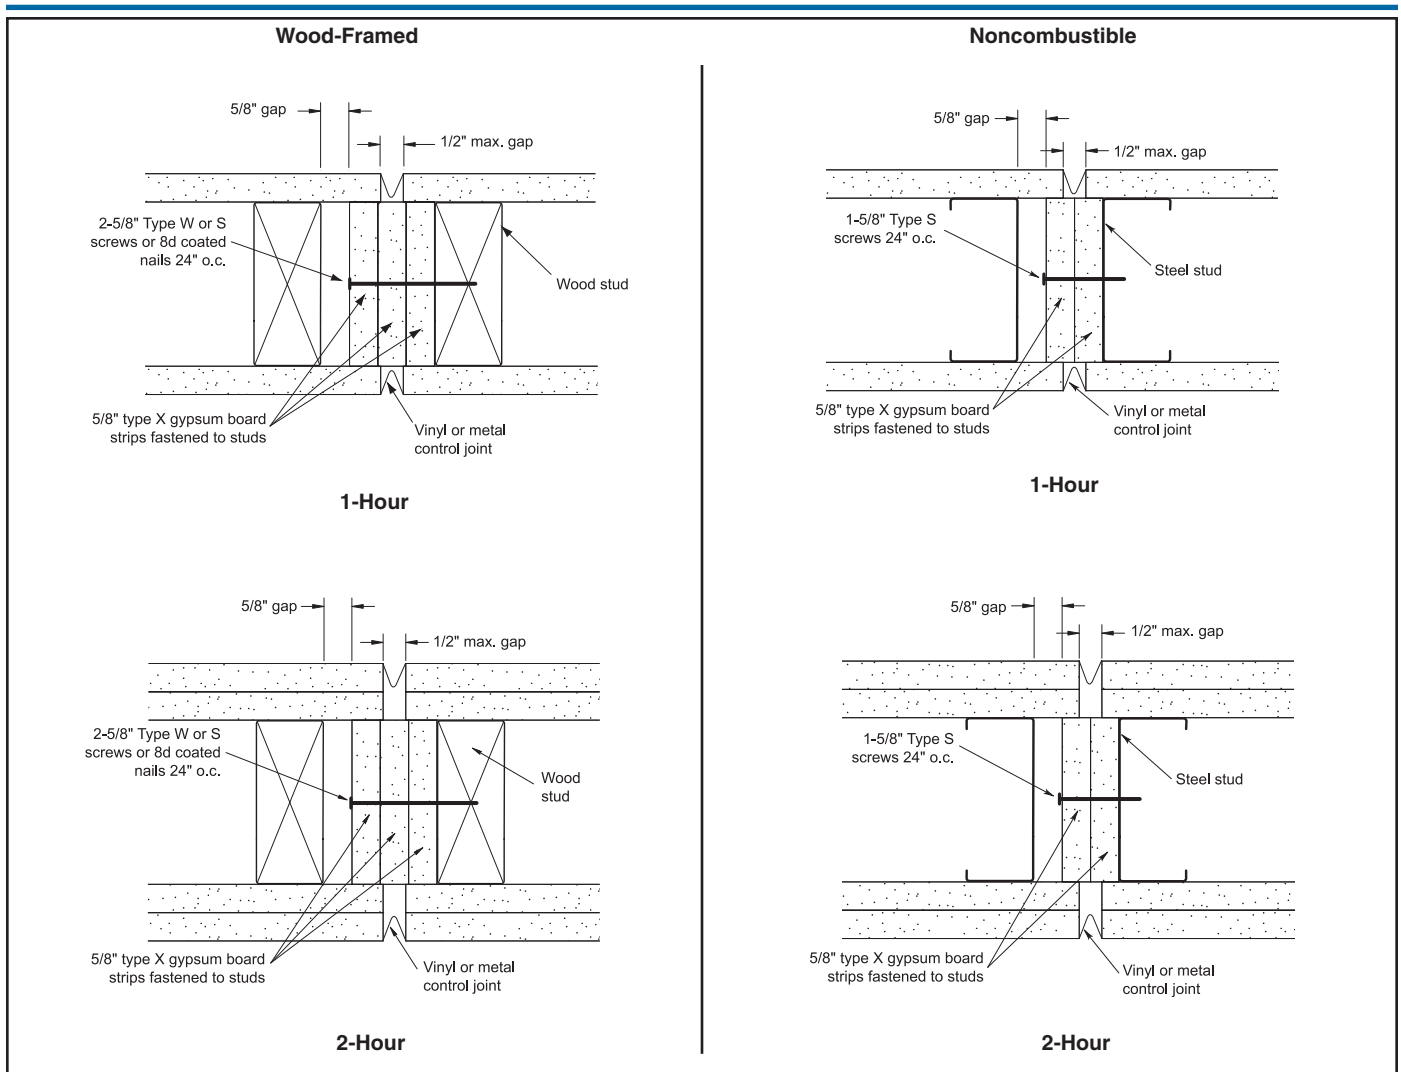 Wood-Framed
5/8" gap
1/2" max. gap
2-5/8" Type W or S
screws or 8d coated
nails 24" o.c.
Wood stud
5/8" type X gypsum board
strips fastened to studs
Vinyl or metal
control joint
1-Hour
5/8" gap
1/2" max. gap
2-5/8" Type W or S
screws or 8d coated
nails 24" o.c.
Wood
stud
5/8" type X gypsum board
strips fastened to studs
Vinyl or metal
control joint
2-Hour
Noncombustible
5/8" gap
1/2" max. gap
1-5/8" Type S
screws 24" o.c.
Steel stud
5/8" type X gypsum board
strips fastened to studs
Vinyl or metal
control joint
1-Hour
5/8" gap
1/2" max. gap
1-5/8" Type S
screws 24" o.c.
Steel stud
5/8" type X gypsum board
strips fastened to studs
Vinyl or metal
control joint
2-Hour